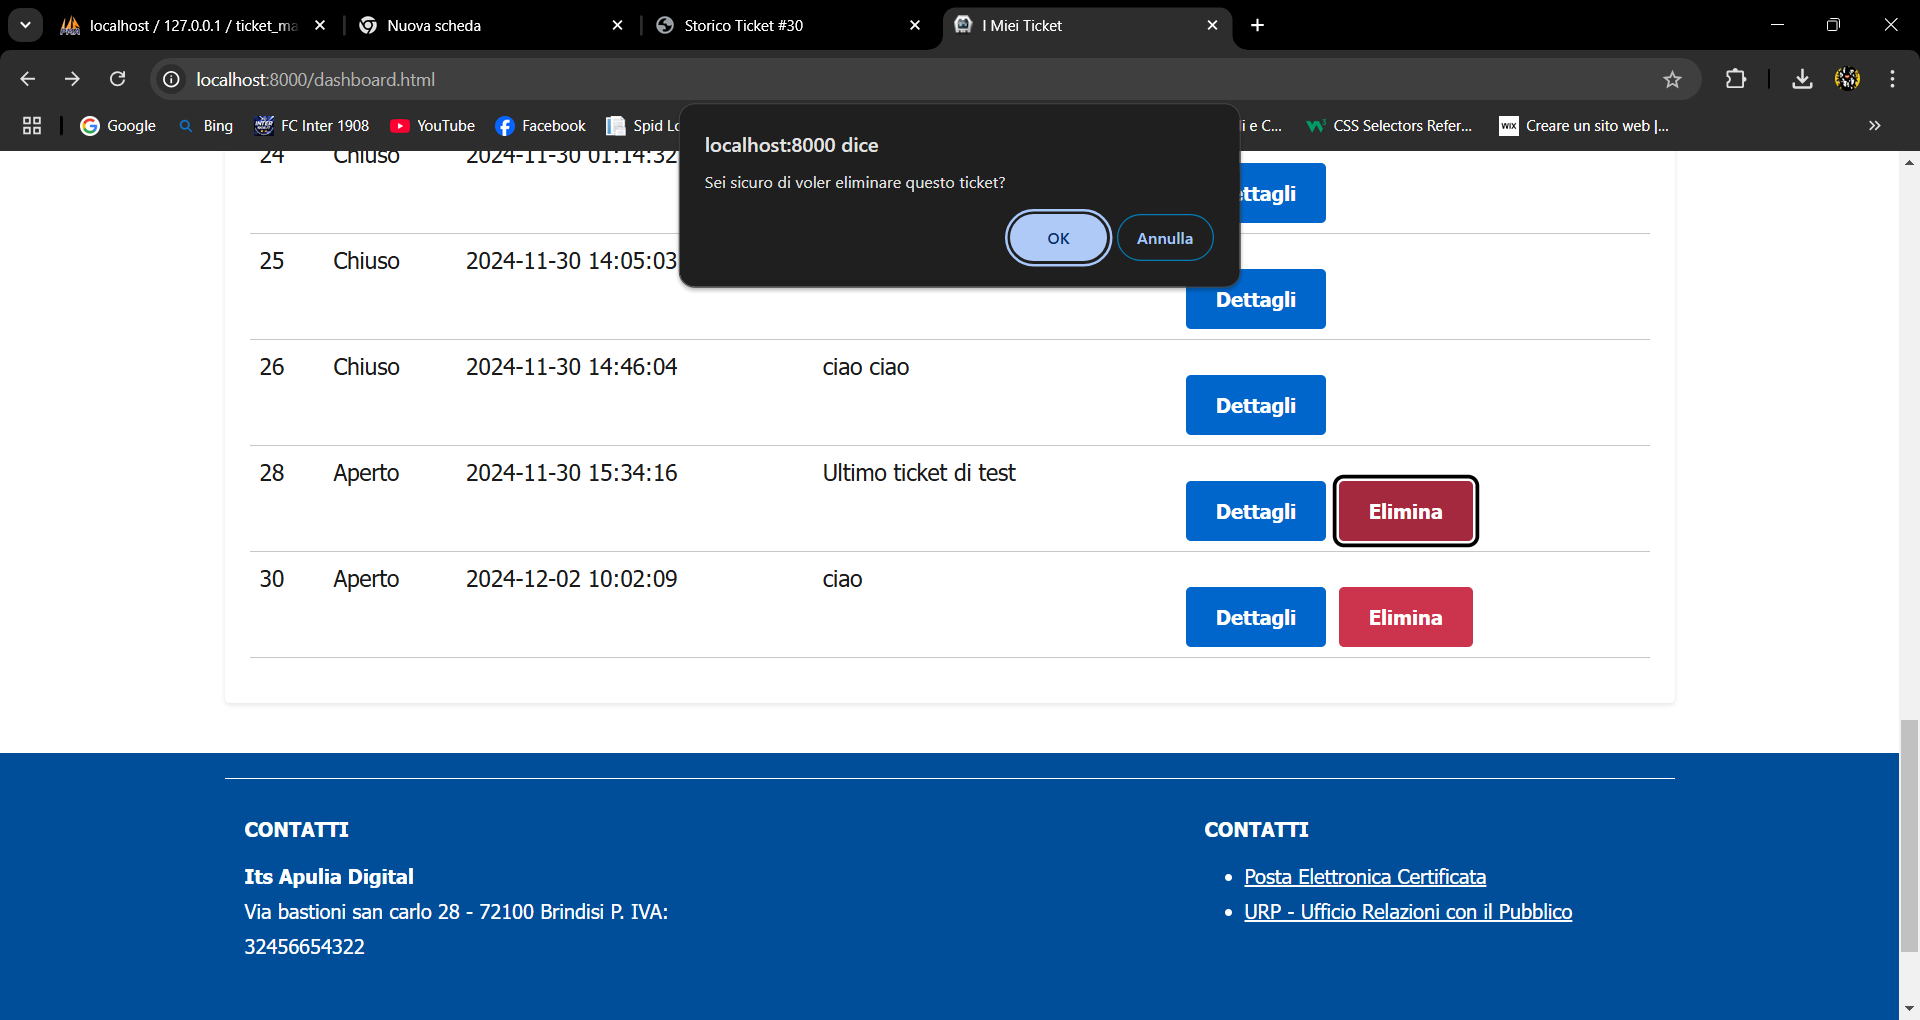 localhost / 127.0.0.1 / ticket_ma
Nuova scheda
Storico Ticket #30
I Miei Ticket
localhost:8000/dashboard.html
Google
Bing
FC Inter 1908
YouTube
Facebook
Spid Lo
i e C...
CSS Selectors Refer...
WIX
Creare un sito web |...
localhost:8000 dice
Sei sicuro di voler eliminare questo ticket?
OK
Annulla
24 Chiuso 2024-11-30 01:14:32
ttagli
25 Chiuso 2024-11-30 14:05:03
Dettagli
26 Chiuso 2024-11-30 14:46:04 ciao ciao
Dettagli
28 Aperto 2024-11-30 15:34:16 Ultimo ticket di test
Dettagli Elimina
30 Aperto 2024-12-02 10:02:09 ciao
Dettagli Elimina
CONTATTI
Its Apulia Digital
Via bastioni san carlo 28 - 72100 Brindisi P. IVA:
32456654322
CONTATTI
Posta Elettronica Certificata
URP - Ufficio Relazioni con il Pubblico